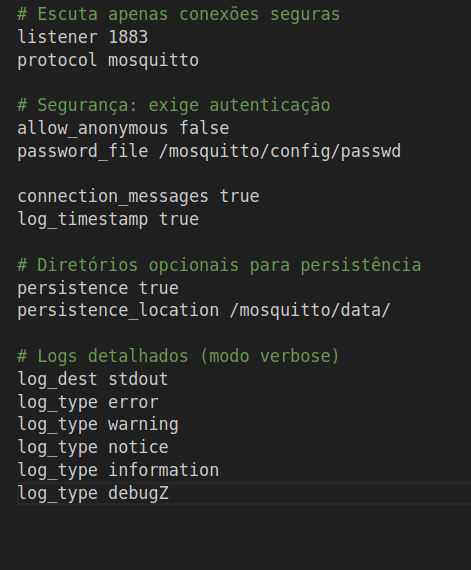 # Escuta apenas conexões seguras
listener 1883
protocol mosquitto
# Segurança: exige autenticação
allow_anonymous false
password_file /mosquitto/config/passwd
connection_messages true
log_timestamp true
# Diretórios opcionais para persistência
persistence true
persistence_location /mosquitto/data/
# Logs detalhados (modo verbose)
log_dest stdout
log_type error
log_type warning
log_type notice
log_type information
log_type debugZ